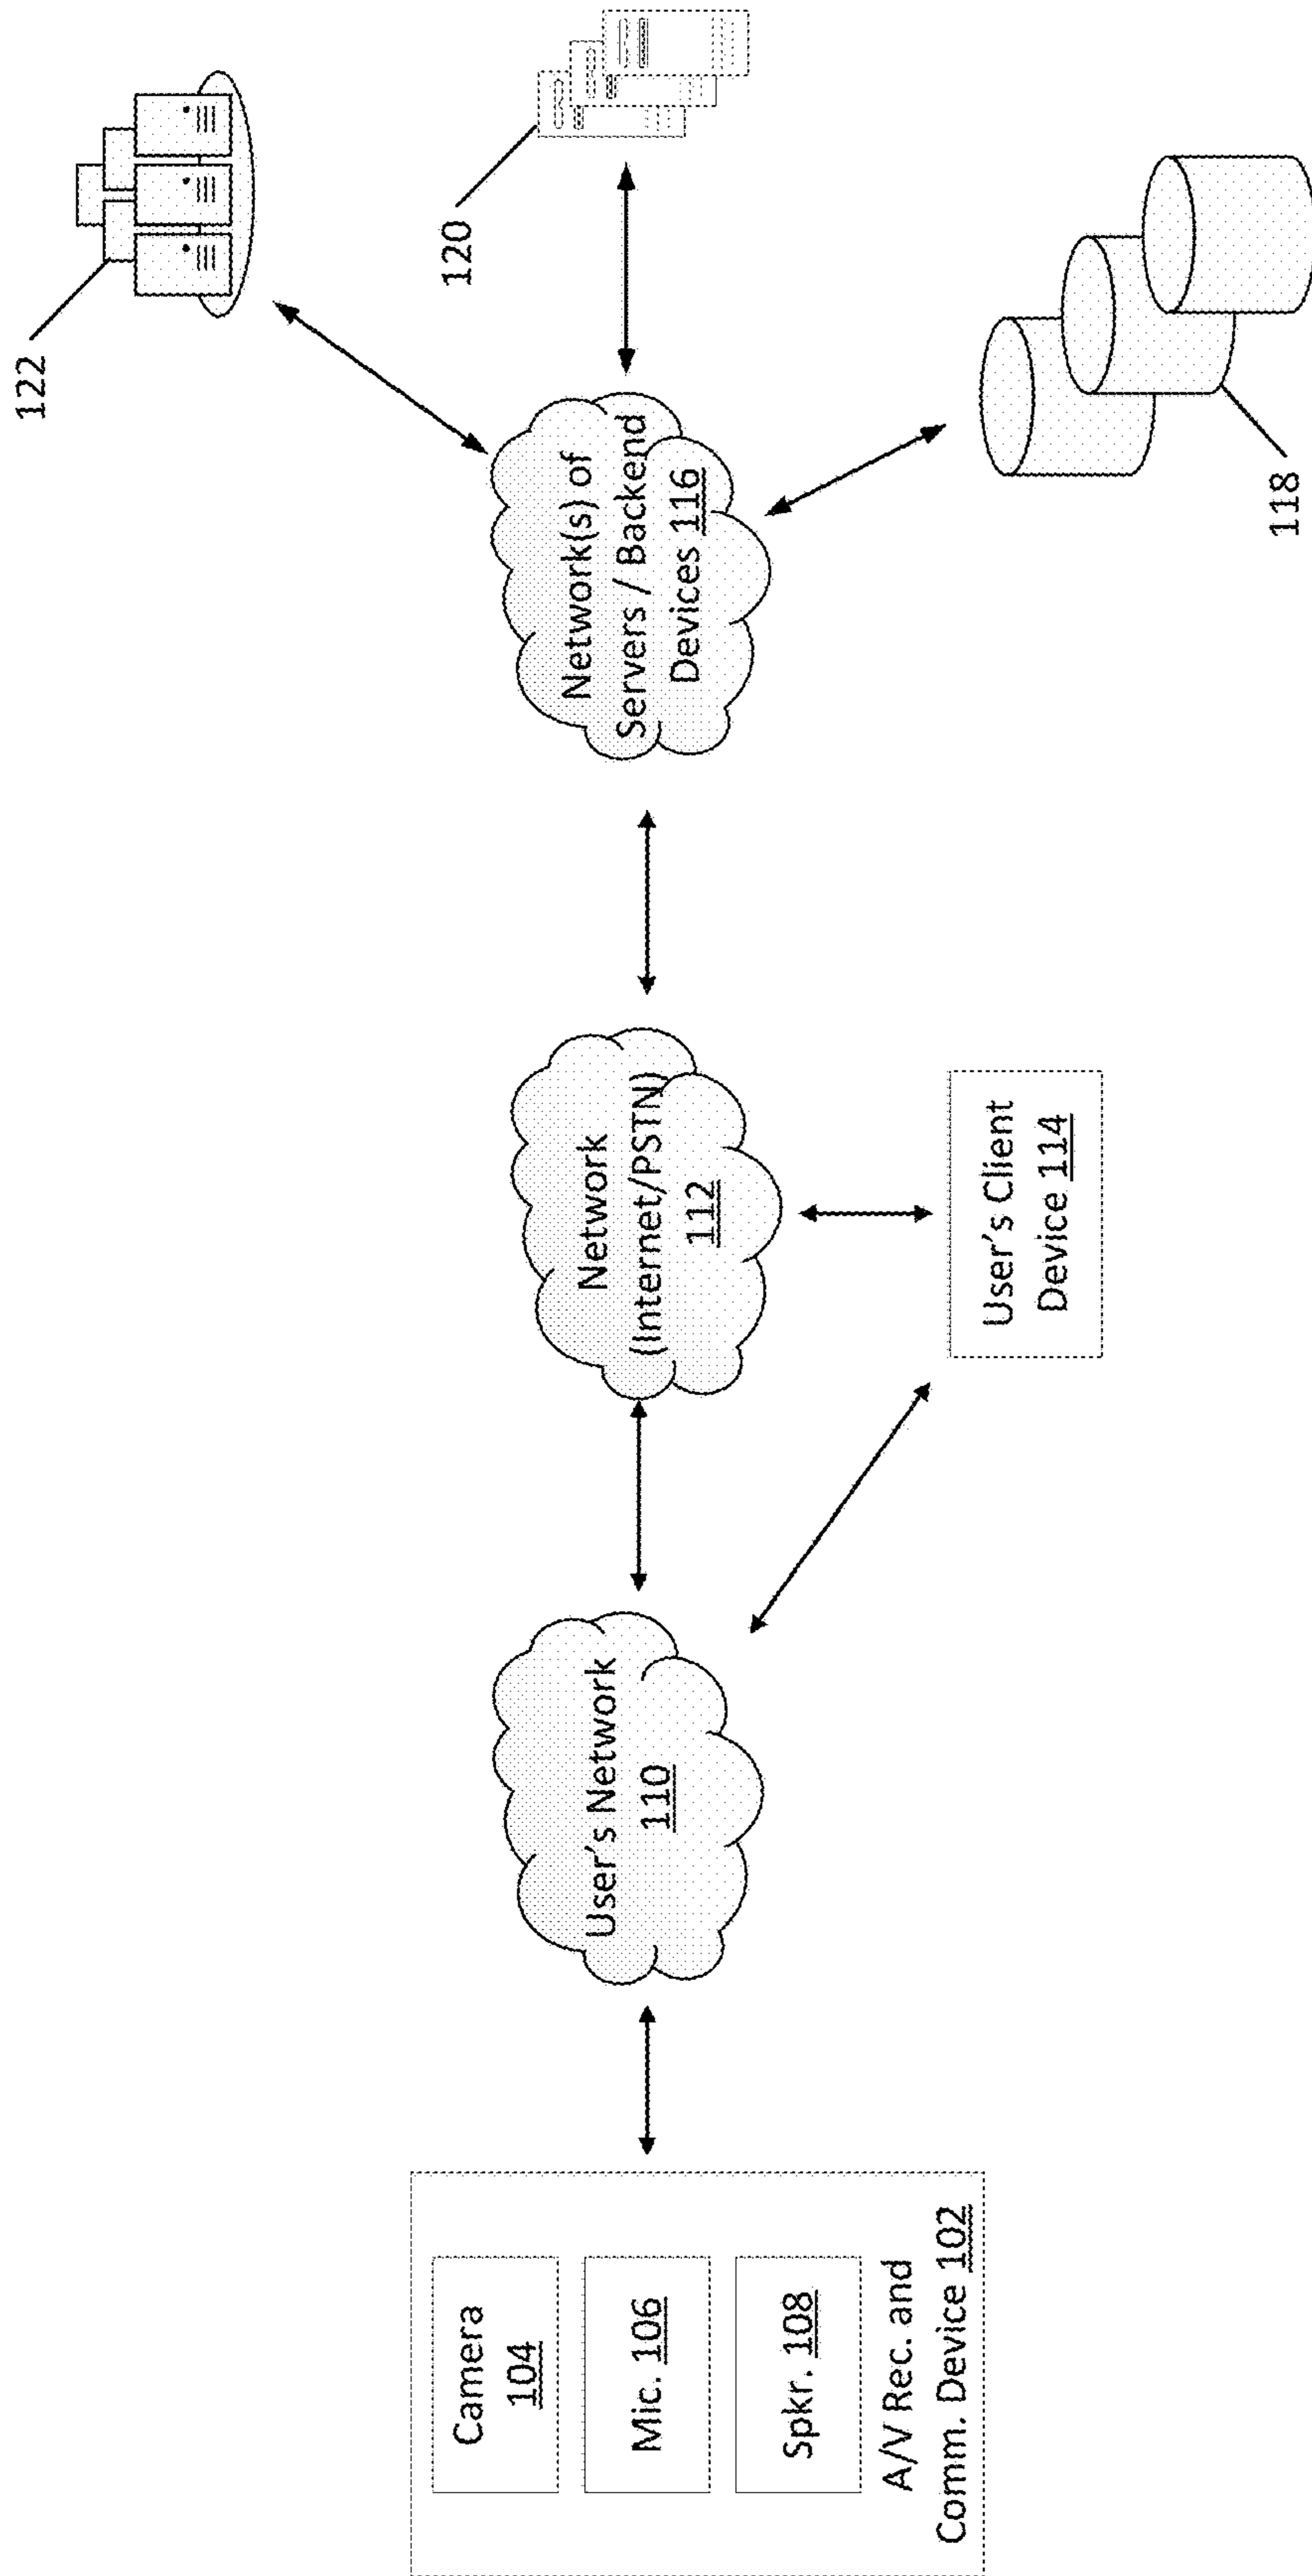 Camera
104
Mic. 106
Spkr. 108
A/V Rec. and
Comm. Device 102
User's Network
110
Network
(Internet/PSTN)
112
User's Client
Device 114
Network(s) of
Servers / Backend
Devices 116
122
120
118